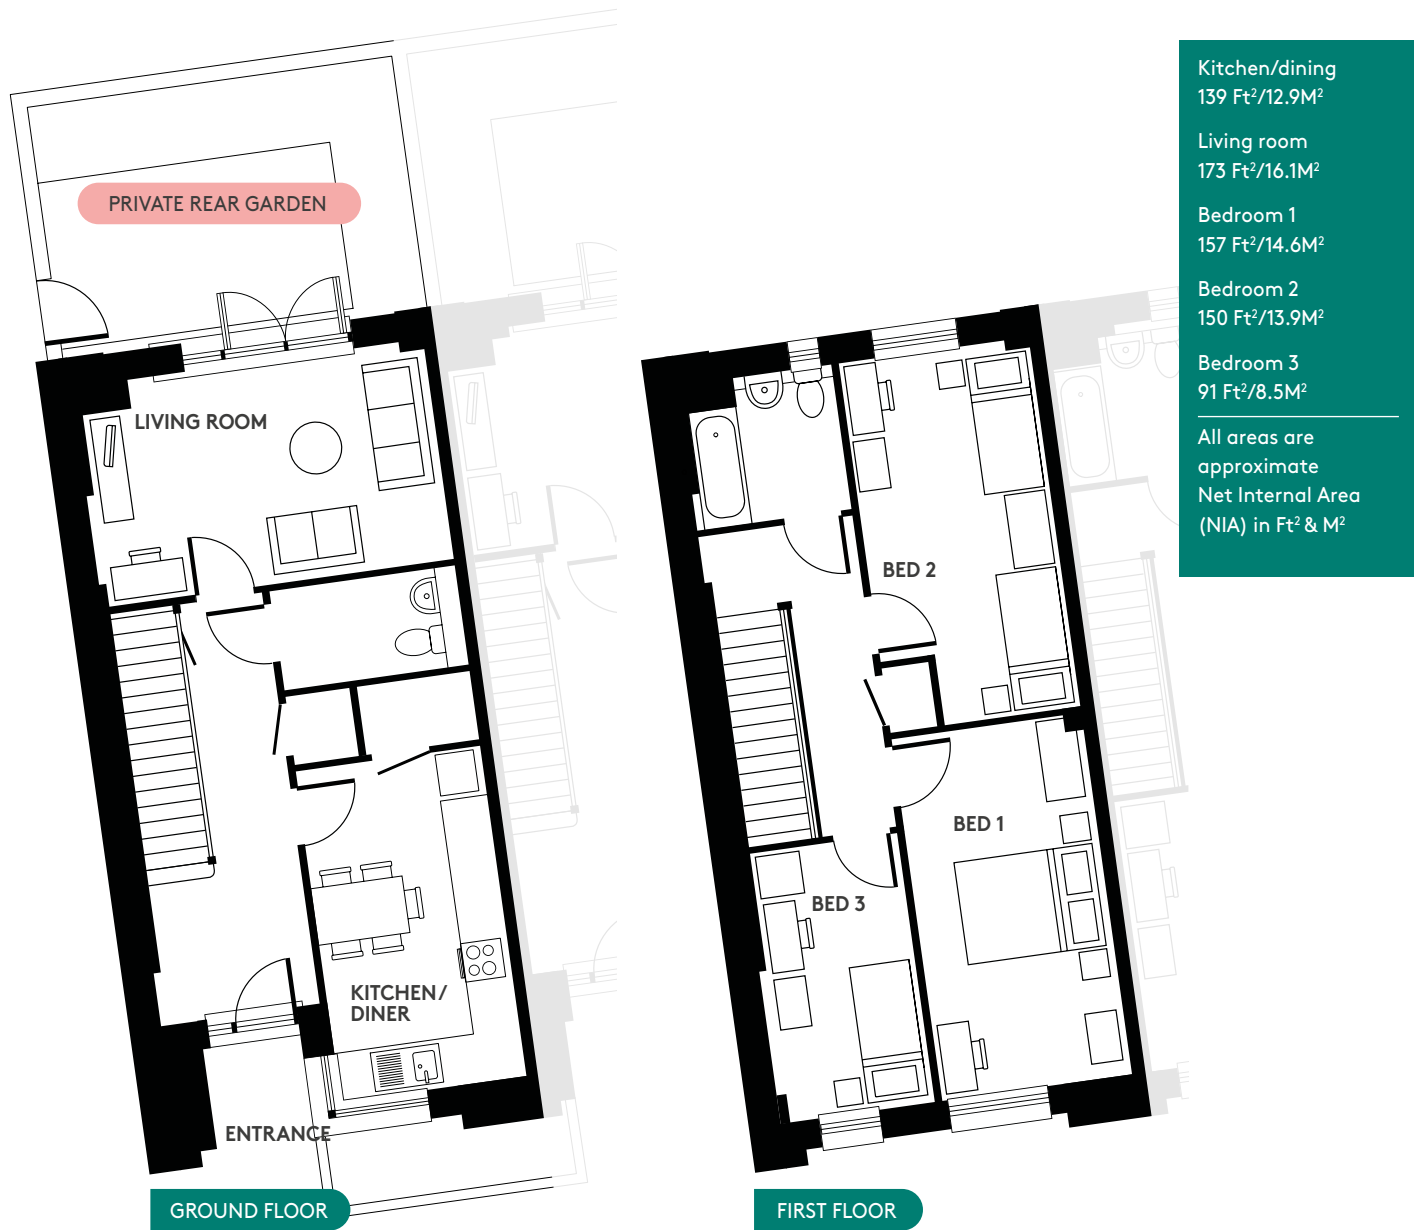 PRIVATE REAR GARDEN
LIVING ROOM
KITCHEN/
DINER
ENTRANCE
GROUND FLOOR
BED 2
BED 1
BED 3
FIRST FLOOR
Kitchen/dining
139 Ft²/12.9M²
Living room
173 Ft²/16.1M²
Bedroom 1
157 Ft²/14.6M²
Bedroom 2
150 Ft²/13.9M²
Bedroom 3
91 Ft²/8.5M²
All areas are
approximate
Net Internal Area
(NIA) in Ft² & M²